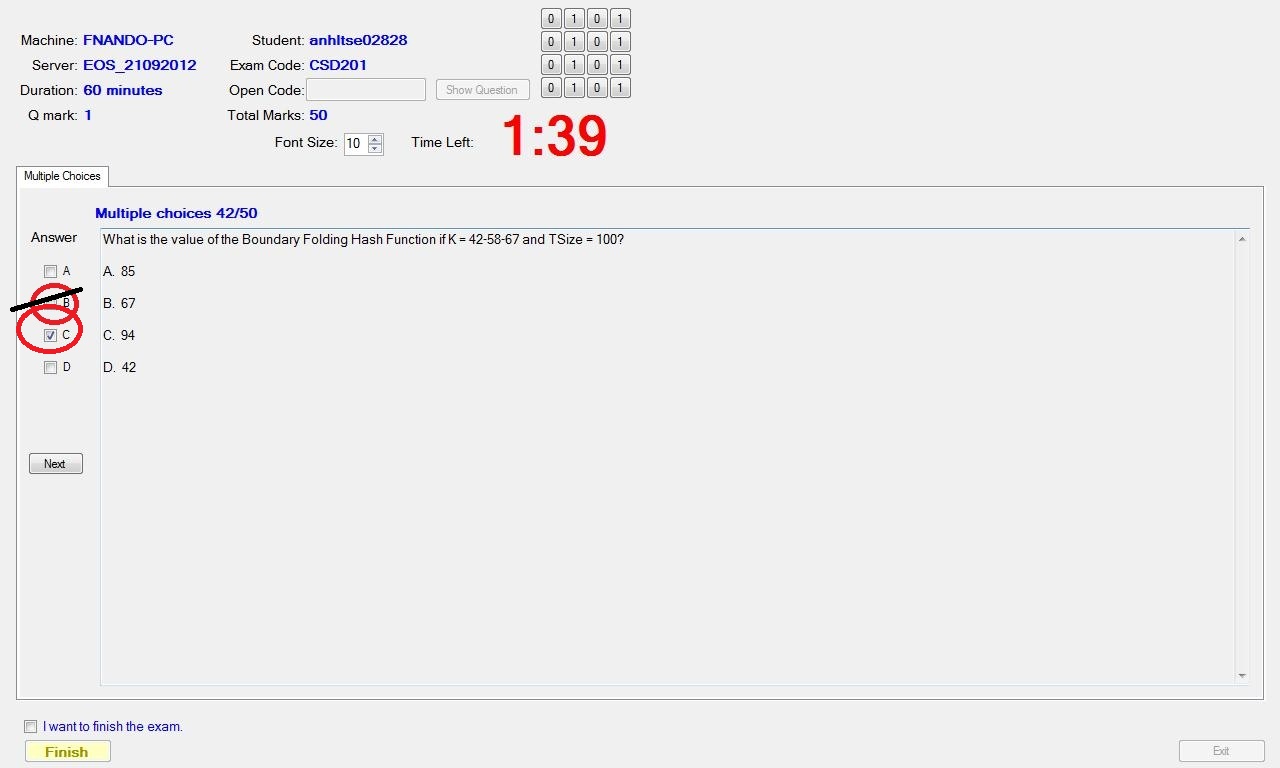 0 1 0 1
Machine: FNANDO-PC Student: anhltse02828
0 1 0 1
Server: EOS_21092012 Exam Code: CSD201
0 1 0 1
Duration: 60 minutes Open Code: Show Question
0 1 0 1
Q mark: 1 Total Marks: 50
Font Size: 10 Time Left: 1:39
Multiple Choices
Multiple choices 42/50
Answer
What is the value of the Boundary Folding Hash Function if K = 42-58-67 and TSize = 100?
A A. 85
B B. 67
C C. 94
D D. 42
Next
I want to finish the exam.
Finish Exit